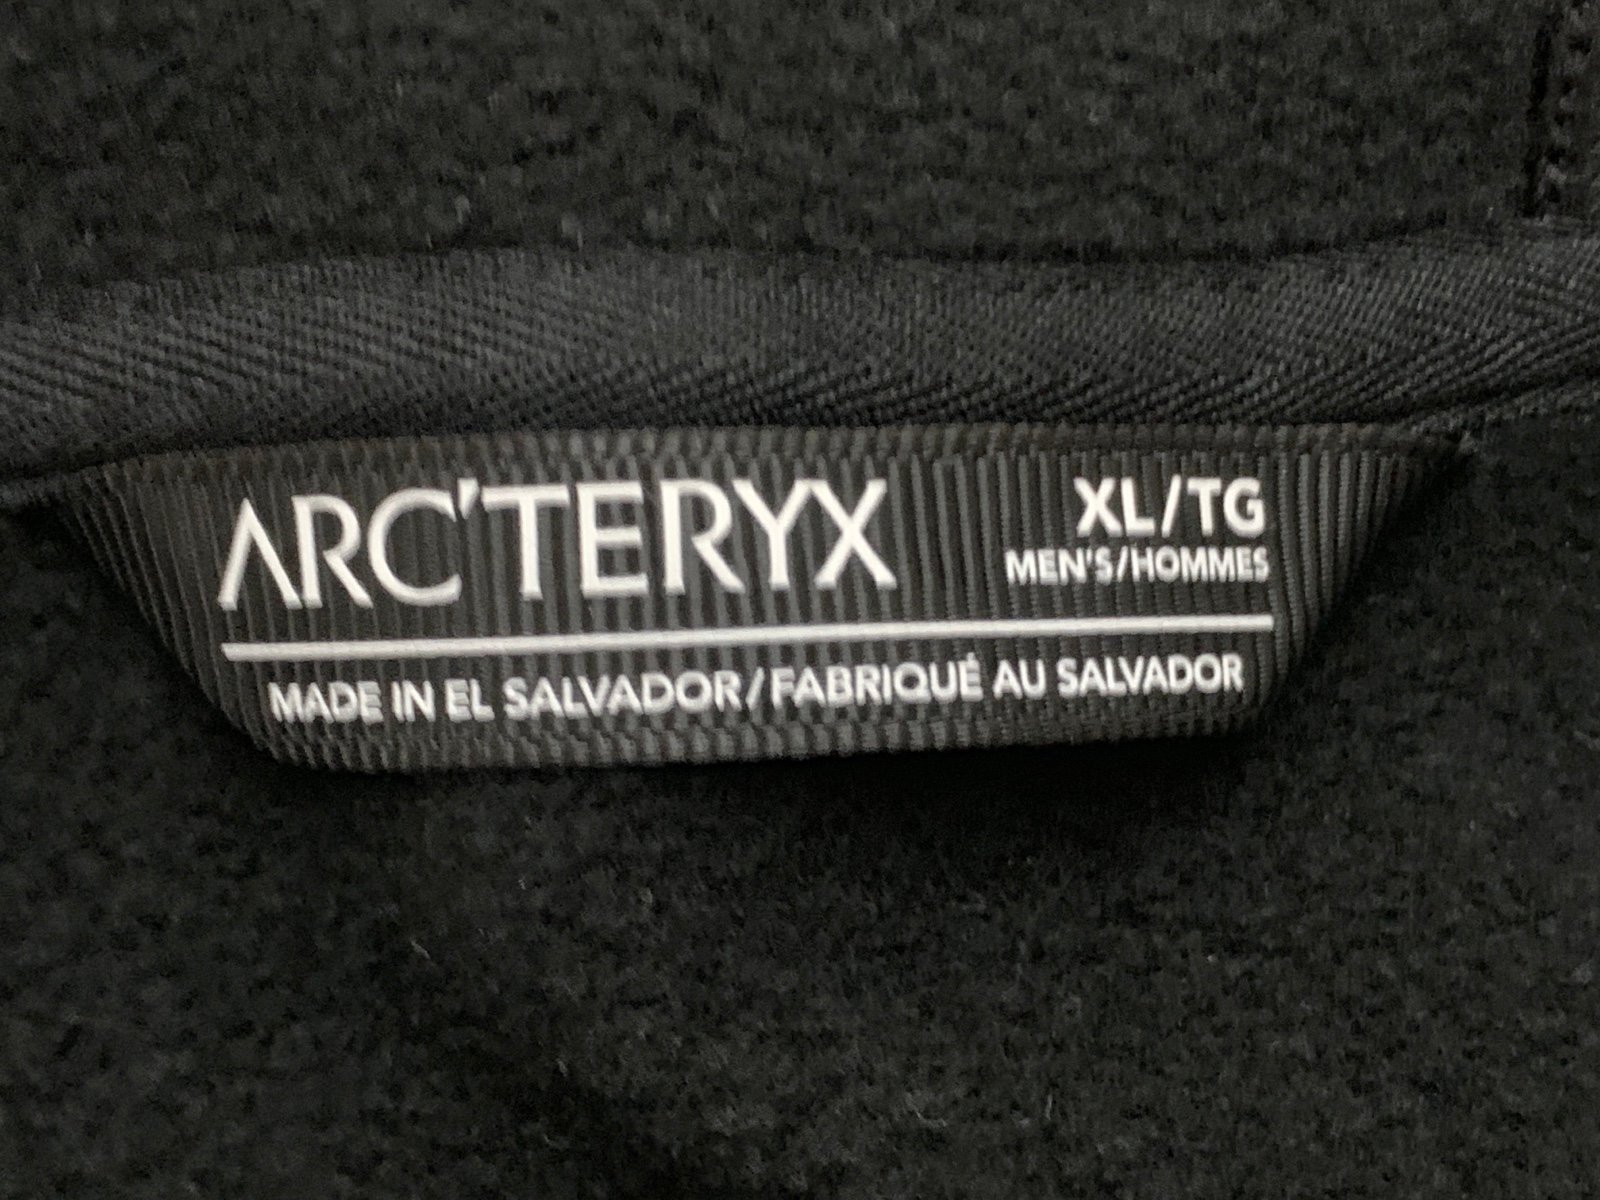 ARC'TERYX
XL/TG
MEN'S/HOMMES
MADE IN EL SALVADOR/FABRIQUÉ AU SALVADOR